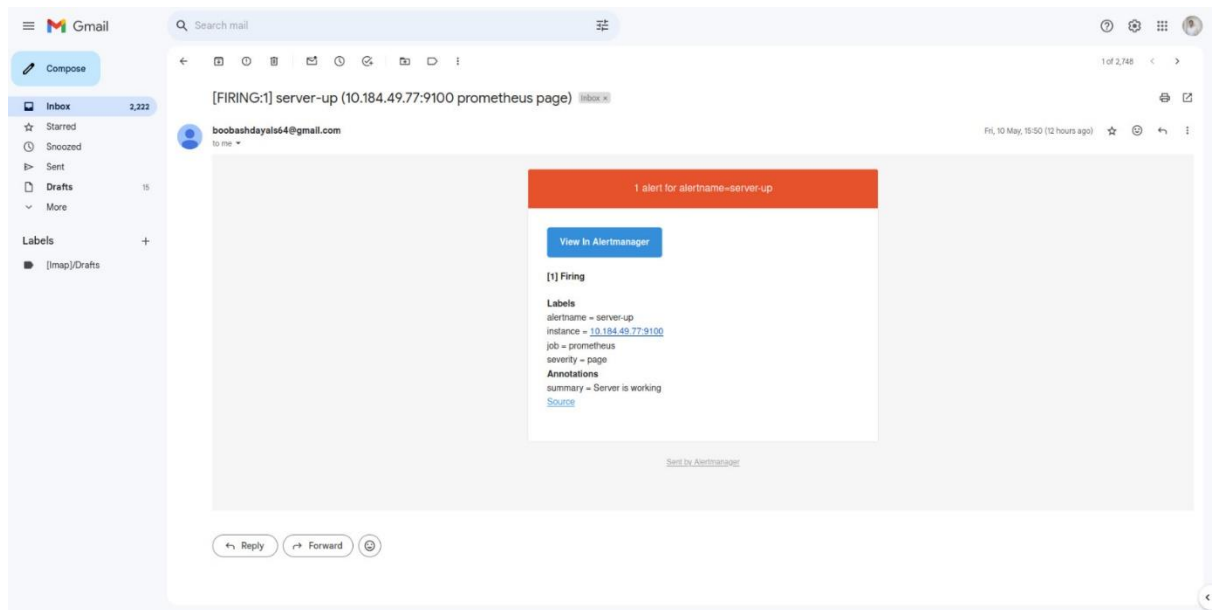 Gmail
Search mail
Compose
1 of 2,748
Inbox 2,222
Starred
Snoozed
Sent
Drafts 15
More
Labels
[Imap]/Drafts
[FIRING:1] server-up (10.184.49.77:9100 prometheus page) Inbox ×
boobashdayals64@gmail.com
Fri, 10 May, 15:50 (12 hours ago)
to me
1 alert for alertname=server-up
View In Alertmanager
[1] Firing
Labels
alertname = server-up
instance = 10.184.49.77:9100
job = prometheus
severity = page
Annotations
summary = Server is working
Source
Sent by Alertmanager
Reply
Forward